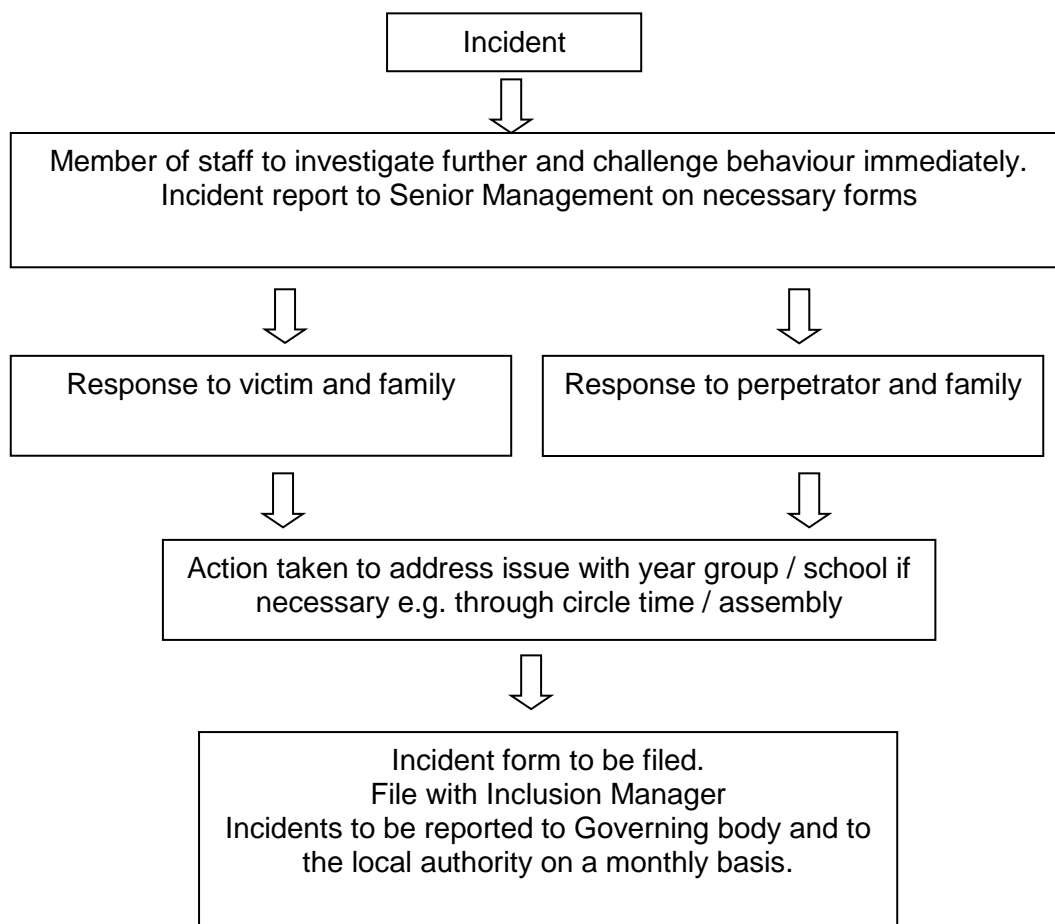 Incident
Member of staff to investigate further and challenge behaviour immediately.
Incident report to Senior Management on necessary forms
Response to victim and family
Response to perpetrator and family
Action taken to address issue with year group / school if
necessary e.g. through circle time / assembly
Incident form to be filed.
File with Inclusion Manager
Incidents to be reported to Governing body and to
the local authority on a monthly basis.